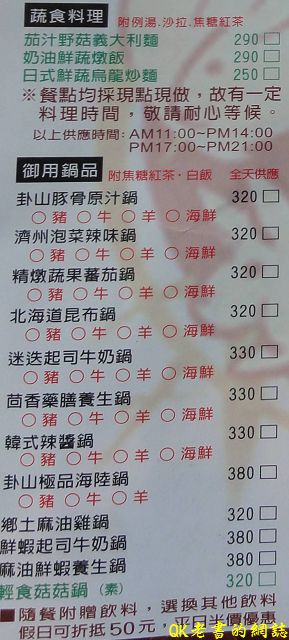 蔬食料理 附例湯.沙拉.焦糖紅茶
茄汁野菇義大利麵 290□
奶油鮮蔬燉飯 290□
日式鮮蔬烏龍炒麵 250□
※餐點均採現點現做，故有一定
料理時間，敬請耐心等候。
以上供應時間: AM11:00~PM14:00
PM17:00~PM21:00
御用鍋品 附焦糖紅茶·白飯 全天供應
卦山豚骨原汁鍋 320□
○豬 ○牛 ○羊 ○海鮮
濟州泡菜辣味鍋 320□
○豬 ○牛 ○羊 ○海鮮
精燉蔬果蕃茄鍋 320□
○豬 ○牛 ○羊 ○海鮮
北海道昆布鍋 320□
○豬 ○牛 ○羊 ○海鮮
迷迭起司牛奶鍋 330□
○豬 ○牛 ○羊 ○海鮮
茴香藥膳養生鍋 330□
○豬 ○牛 ○羊 ○海鮮
韓式辣醬鍋 330□
○豬 ○牛 ○羊 ○海鮮
卦山極品海陸鍋 380□
○豬 ○牛 ○羊
鄉土麻油雞鍋 320□
鮮蝦起司牛奶鍋 380□
麻油鮮蝦養生鍋 380□
輕食菇菇鍋 (素) 320□
■隨餐附贈飲料，選換其他飲料
假日可折抵50元，平日半價優惠
QK老書的網誌